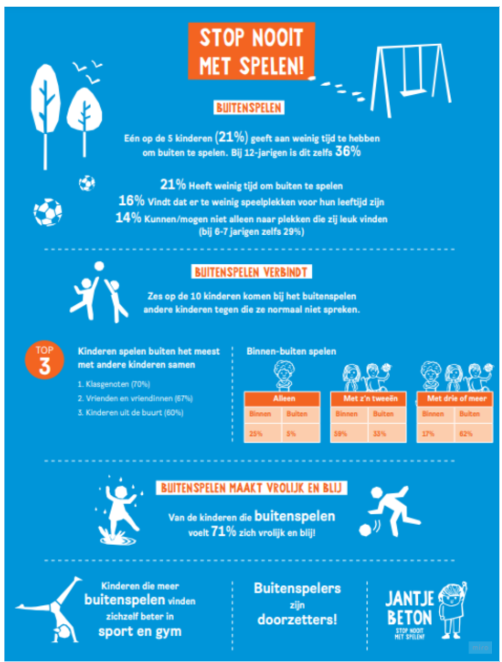 STOP NOOIT
MET SPELEN!
BUITENSPELEN
Eén op de 5 kinderen (21%) geeft aan weinig tijd te hebben
om buiten te spelen. Bij 12-jarigen is dit zelfs 36%
21% Heeft weinig tijd om buiten te spelen
16% Vindt dat er te weinig speelplekken voor hun leeftijd zijn
14% Kunnen/mogen niet alleen naar plekken die zij leuk vinden
(bij 6-7 jarigen zelfs 29%)
BUITENSPELEN VERBINDT
Zes op de 10 kinderen komen bij het buitenspelen
andere kinderen tegen die ze normaal niet spreken.
TOP
3
Kinderen spelen buiten het meest
met andere kinderen samen
1. Klasgenoten (70%)
2. Vrienden en vriendinnen (67%)
3. Kinderen uit de buurt (60%)
Binnen-buiten spelen
Alleen
Binnen Buiten
25% 5%
Met z'n tweeën
Binnen Buiten
59% 33%
Met drie of meer
Binnen Buiten
17% 62%
BUITENSPELEN MAAKT VROLIJK EN BLIJ
Van de kinderen die buitenspelen
voelt 71% zich vrolijk en blij!
Kinderen die meer
buitenspelen vinden
zichzelf beter in
sport en gym
Buitenspelers
zijn
doorzetters!
JANTJE
BETON
STOP NOOIT
MET SPELEN!